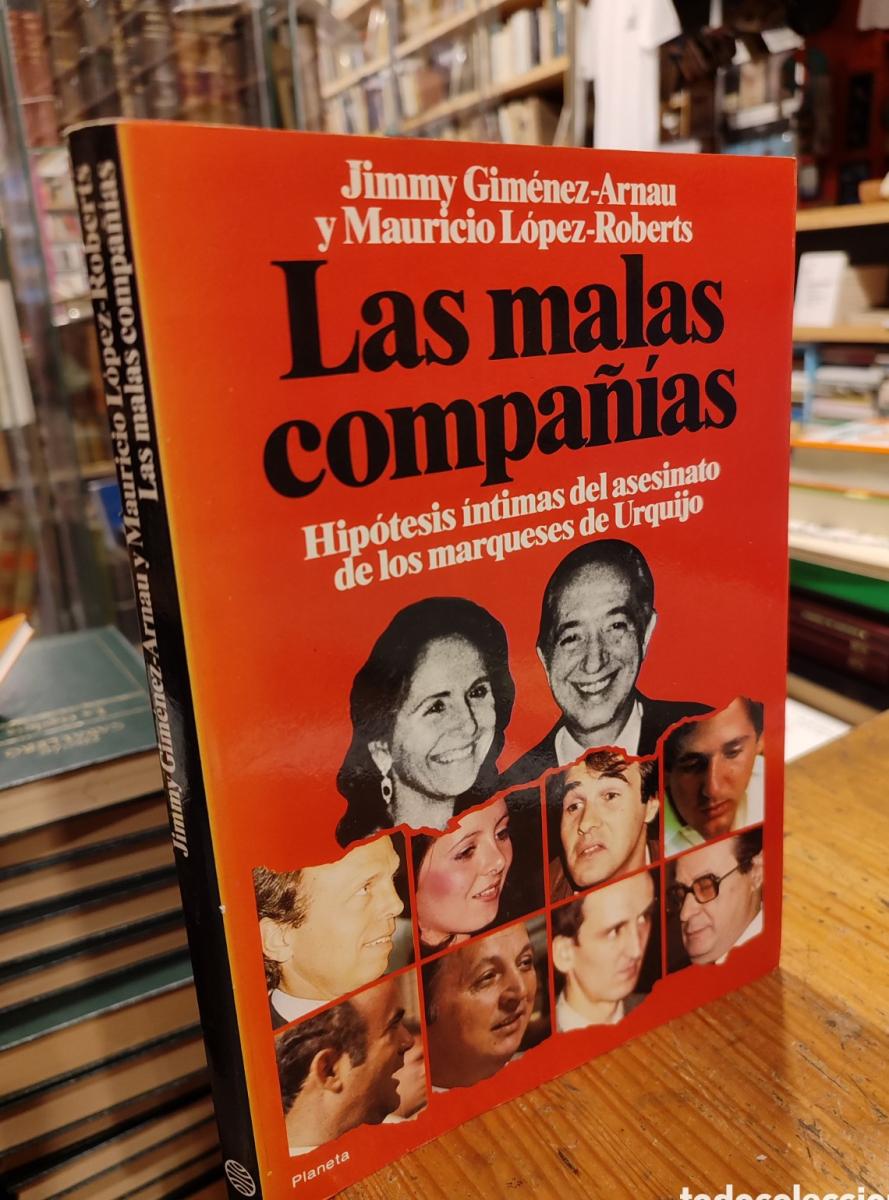 Jimmy Giménez-Arnau
y Mauricio López-Roberts
Las malas
compañías
Hipótesis íntimas del asesinato
de los marqueses de Urquijo
Planeta
Jimmy Giménez-Arnau y Mauricio López-Roberts
Las malas compañías